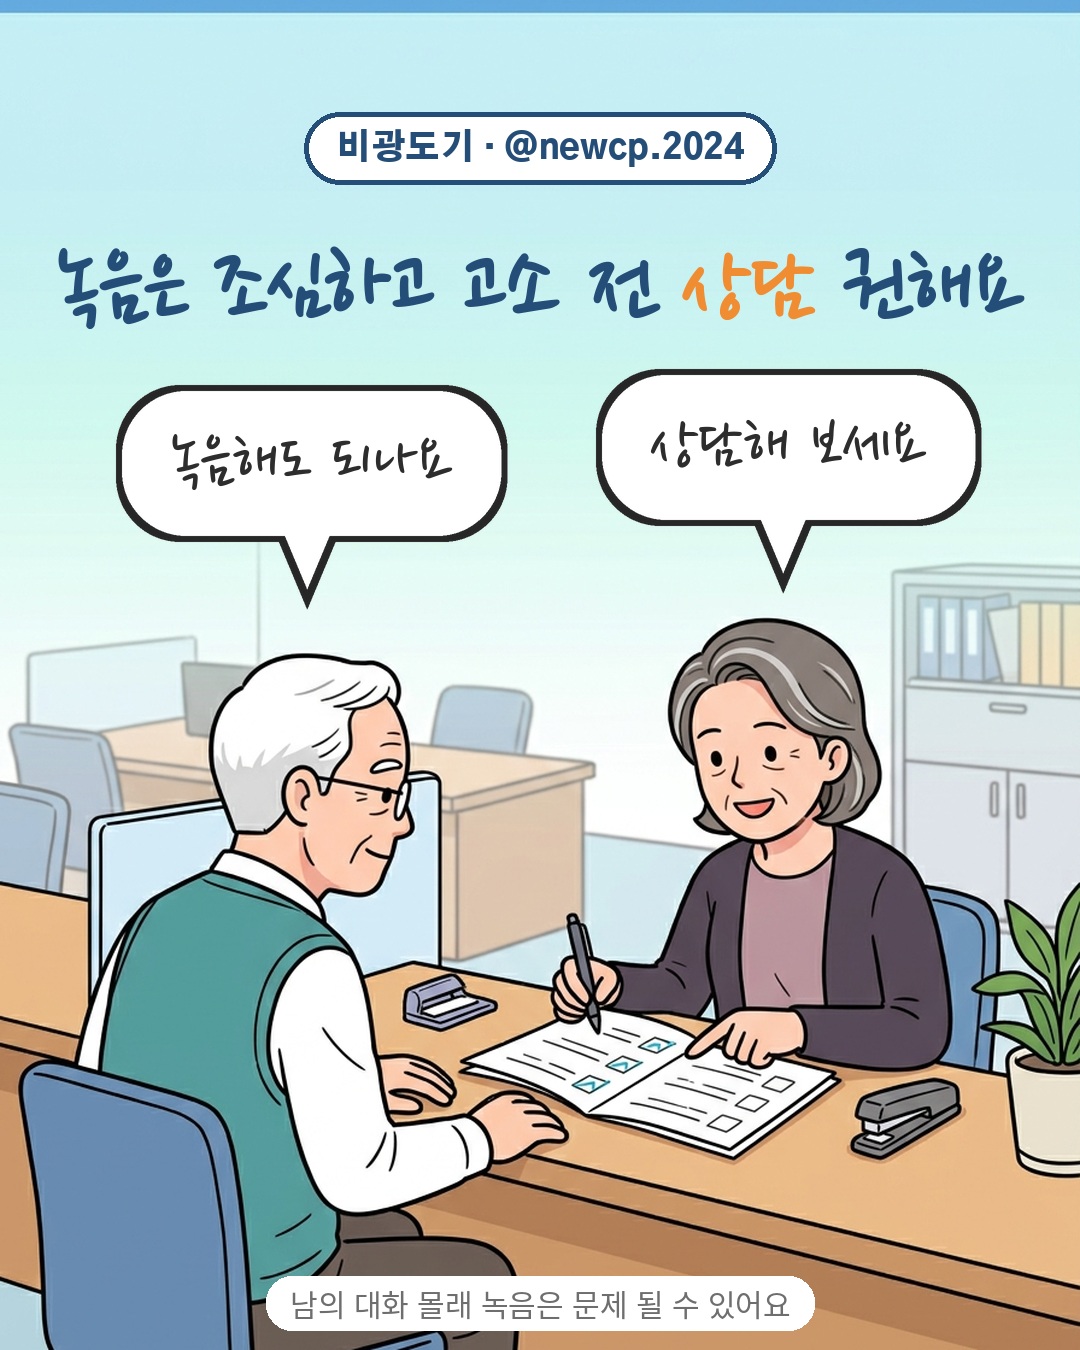 비광도기 · @newcp.2024
녹음은 조심하고 고소 전 상담 권해요
녹음해도 되나요
상담해 보세요
남의 대화 몰래 녹음은 문제 될 수 있어요